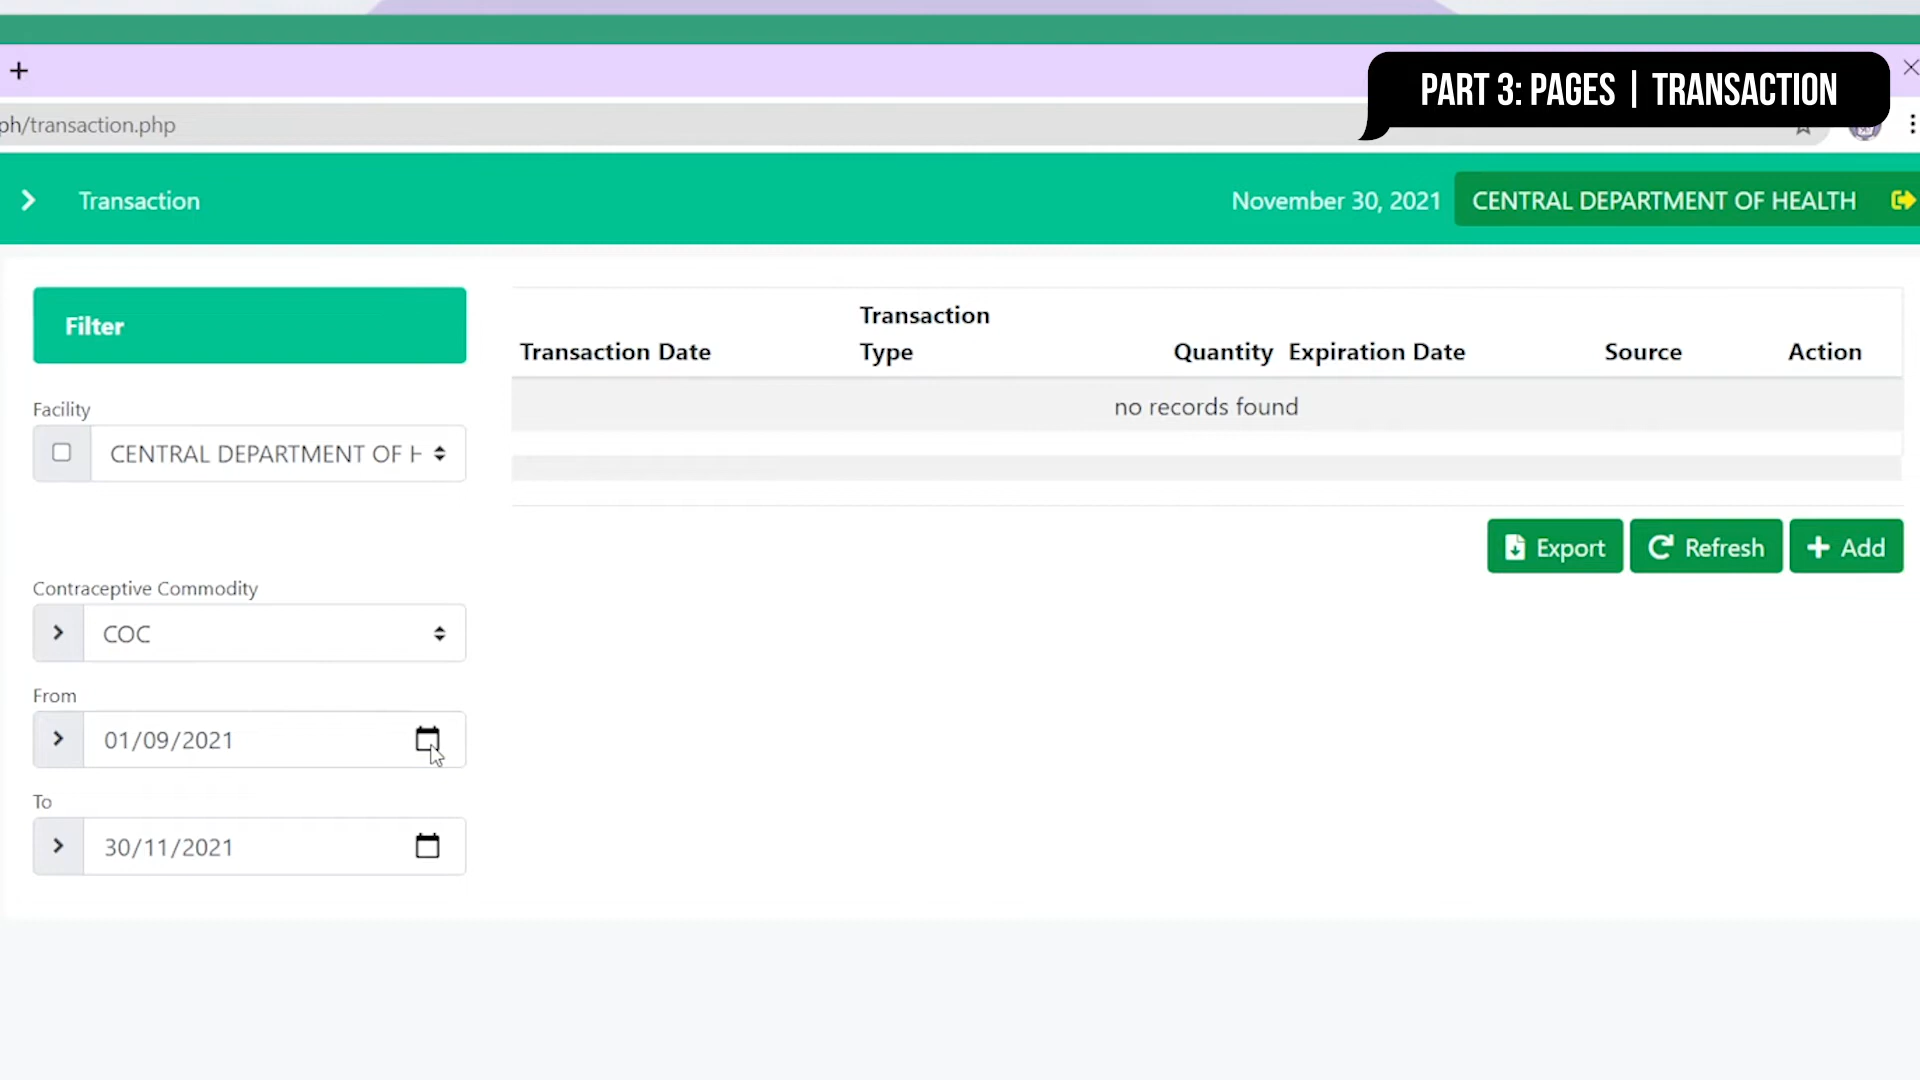 PART 3: PAGES | TRANSACTION
ph/transaction.php
Transaction
November 30, 2021
CENTRAL DEPARTMENT OF HEALTH
Filter
Facility
CENTRAL DEPARTMENT OF H
Contraceptive Commodity
COC
From
01/09/2021
To
30/11/2021
Transaction Date
Transaction
Type
Quantity
Expiration Date
Source
Action
no records found
Export
Refresh
Add